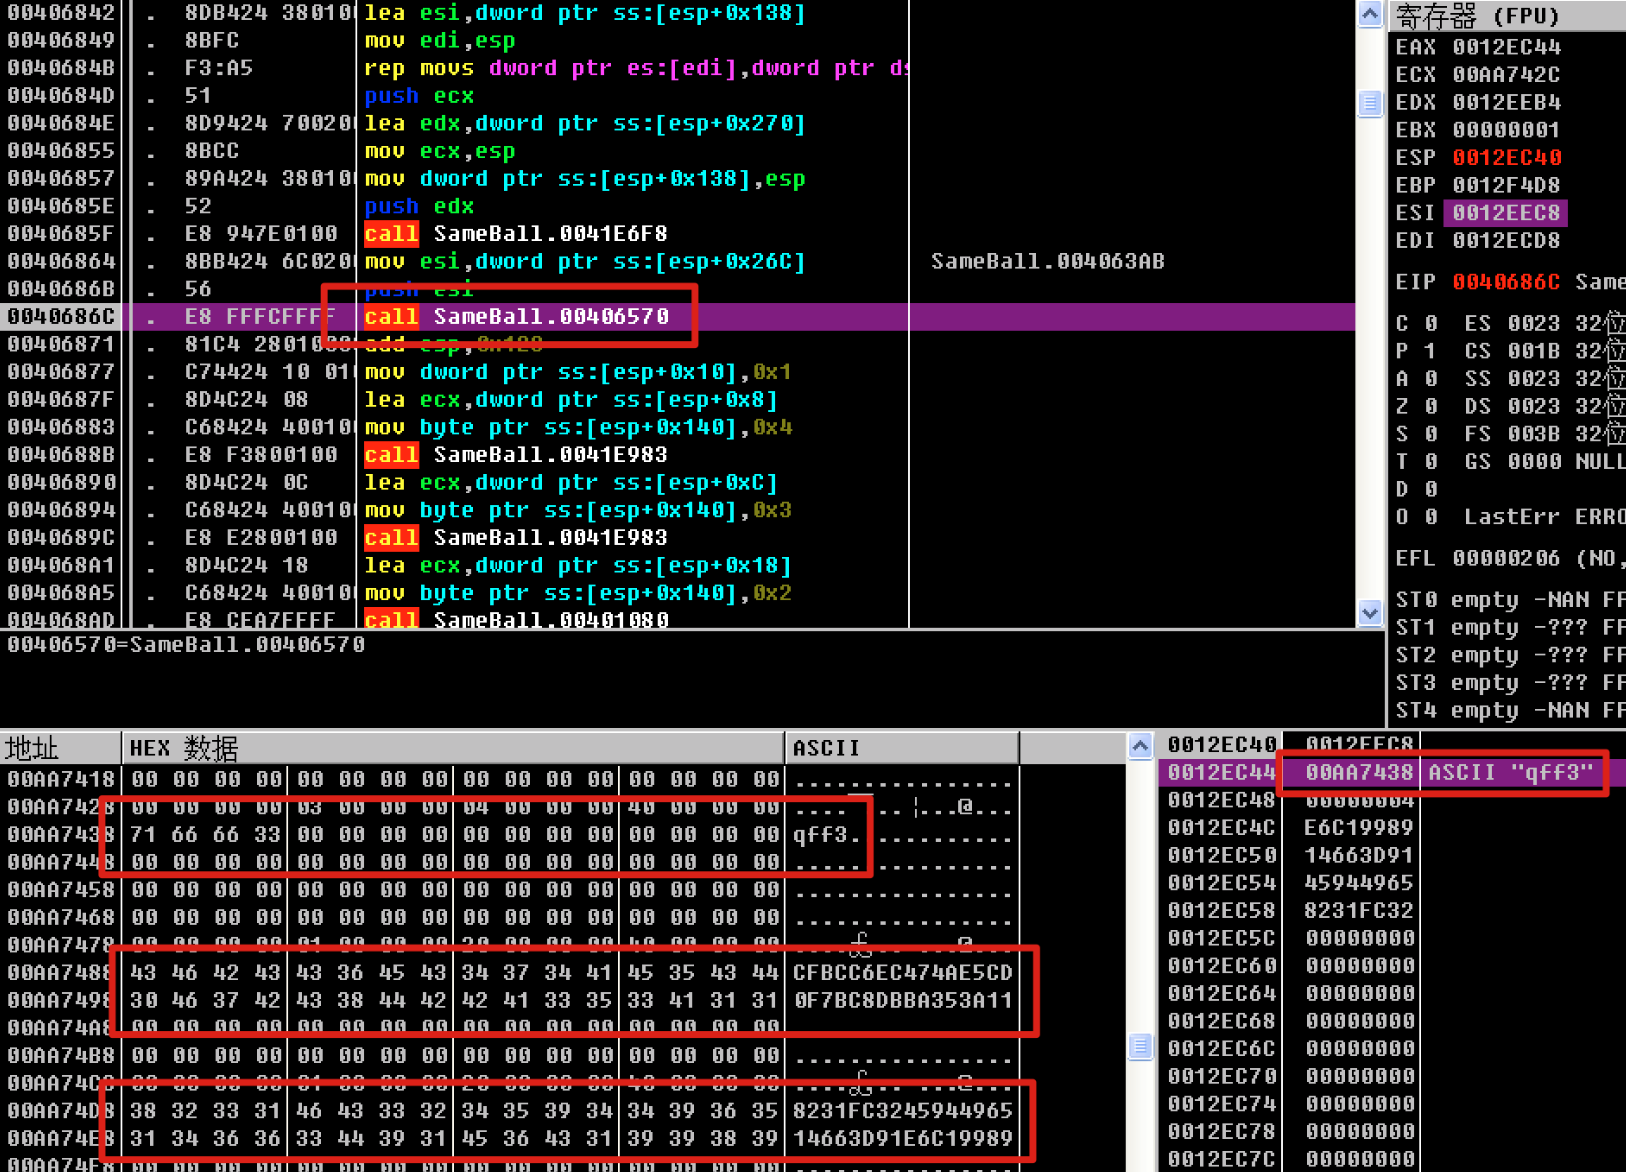 00406842 . 8DB424 38010 lea esi,dword ptr ss:[esp+0x138]
00406849 . 8BFC mov edi,esp
0040684B . F3:A5 rep movs dword ptr es:[edi],dword ptr d
0040684D . 51 push ecx
0040684E . 8D9424 70020 lea edx,dword ptr ss:[esp+0x270]
00406855 . 8BCC mov ecx,esp
00406857 . 89A424 38010 mov dword ptr ss:[esp+0x138],esp
0040685E . 52 push edx
0040685F . E8 947E0100 call SameBall.0041E6F8
00406864 . 8BB424 6C020 mov esi,dword ptr ss:[esp+0x26C] SameBall.004063AB
0040686B . 56 push esi
0040686C . E8 FFFCFFFF call SameBall.00406570
00406871 . 81C4 2801000 add esp,0x128
00406877 . C74424 10 01 mov dword ptr ss:[esp+0x10],0x1
0040687F . 8D4C24 08 lea ecx,dword ptr ss:[esp+0x8]
00406883 . C68424 40010 mov byte ptr ss:[esp+0x140],0x4
0040688B . E8 F3800100 call SameBall.0041E983
00406890 . 8D4C24 0C lea ecx,dword ptr ss:[esp+0xC]
00406894 . C68424 40010 mov byte ptr ss:[esp+0x140],0x3
0040689C . E8 E2800100 call SameBall.0041E983
004068A1 . 8D4C24 18 lea ecx,dword ptr ss:[esp+0x18]
004068A5 . C68424 40010 mov byte ptr ss:[esp+0x140],0x2
004068AD . E8 CEA7FFFF call SameBall.00401080
00406570=SameBall.00406570
寄存器 (FPU)
EAX 0012EC44
ECX 00AA742C
EDX 0012EEB4
EBX 00000001
ESP 0012EC40
EBP 0012F4D8
ESI 0012EEC8
EDI 0012ECD8
EIP 0040686C Same
C 0 ES 0023 32位
P 1 CS 001B 32位
A 0 SS 0023 32位
Z 0 DS 0023 32位
S 0 FS 003B 32位
T 0 GS 0000 NULL
D 0
O 0 LastErr ERRO
EFL 00000206 (NO,
ST0 empty -NAN FF
ST1 empty -??? FF
ST2 empty -??? FF
ST3 empty -??? FF
ST4 empty -NAN FF
地址 HEX 数据 ASCII
00AA7418 00 00 00 00 00 00 00 00 00 00 00 00 00 00 00 00 ................
00AA7428 00 00 00 00 03 00 00 00 04 00 00 00 40 00 00 00
00AA7438 71 66 66 33 00 00 00 00 00 00 00 00 00 00 00 00 qff3............
00AA7448 00 00 00 00 00 00 00 00 00 00 00 00 00 00 00 00 ................
00AA7458 00 00 00 00 00 00 00 00 00 00 00 00 00 00 00 00 ................
00AA7468 00 00 00 00 00 00 00 00 00 00 00 00 00 00 00 00 ................
00AA7478 00 00 00 00 01 00 00 00 20 00 00 00 40 00 00 00
00AA7488 43 46 42 43 43 36 45 43 34 37 34 41 45 35 43 44 CFBCC6EC474AE5CD
00AA7498 30 46 37 42 43 38 44 42 42 41 33 35 33 41 31 31 0F7BC8DBBA353A11
00AA74A8 00 00 00 00 00 00 00 00 00 00 00 00 00 00 00 00
00AA74B8 00 00 00 00 00 00 00 00 00 00 00 00 00 00 00 00 ................
00AA74C8 00 00 00 00 01 00 00 00 20 00 00 00 40 00 00 00
00AA74D8 38 32 33 31 46 43 33 32 34 35 39 34 34 39 36 35 8231FC3245944965
00AA74E8 31 34 36 36 33 44 39 31 45 36 43 31 39 39 38 39 14663D91E6C19989
00AA74F8 00 00 00 00 00 00 00 00 00 00 00 00 00 00 00 00
0012EC40 0012EEC8
0012EC44 00AA7438 ASCII "qff3"
0012EC48 00000004
0012EC4C E6C19989
0012EC50 14663D91
0012EC54 45944965
0012EC58 8231FC32
0012EC5C 00000000
0012EC60 00000000
0012EC64 00000000
0012EC68 00000000
0012EC6C 00000000
0012EC70 00000000
0012EC74 00000000
0012EC78 00000000
0012EC7C 00000000